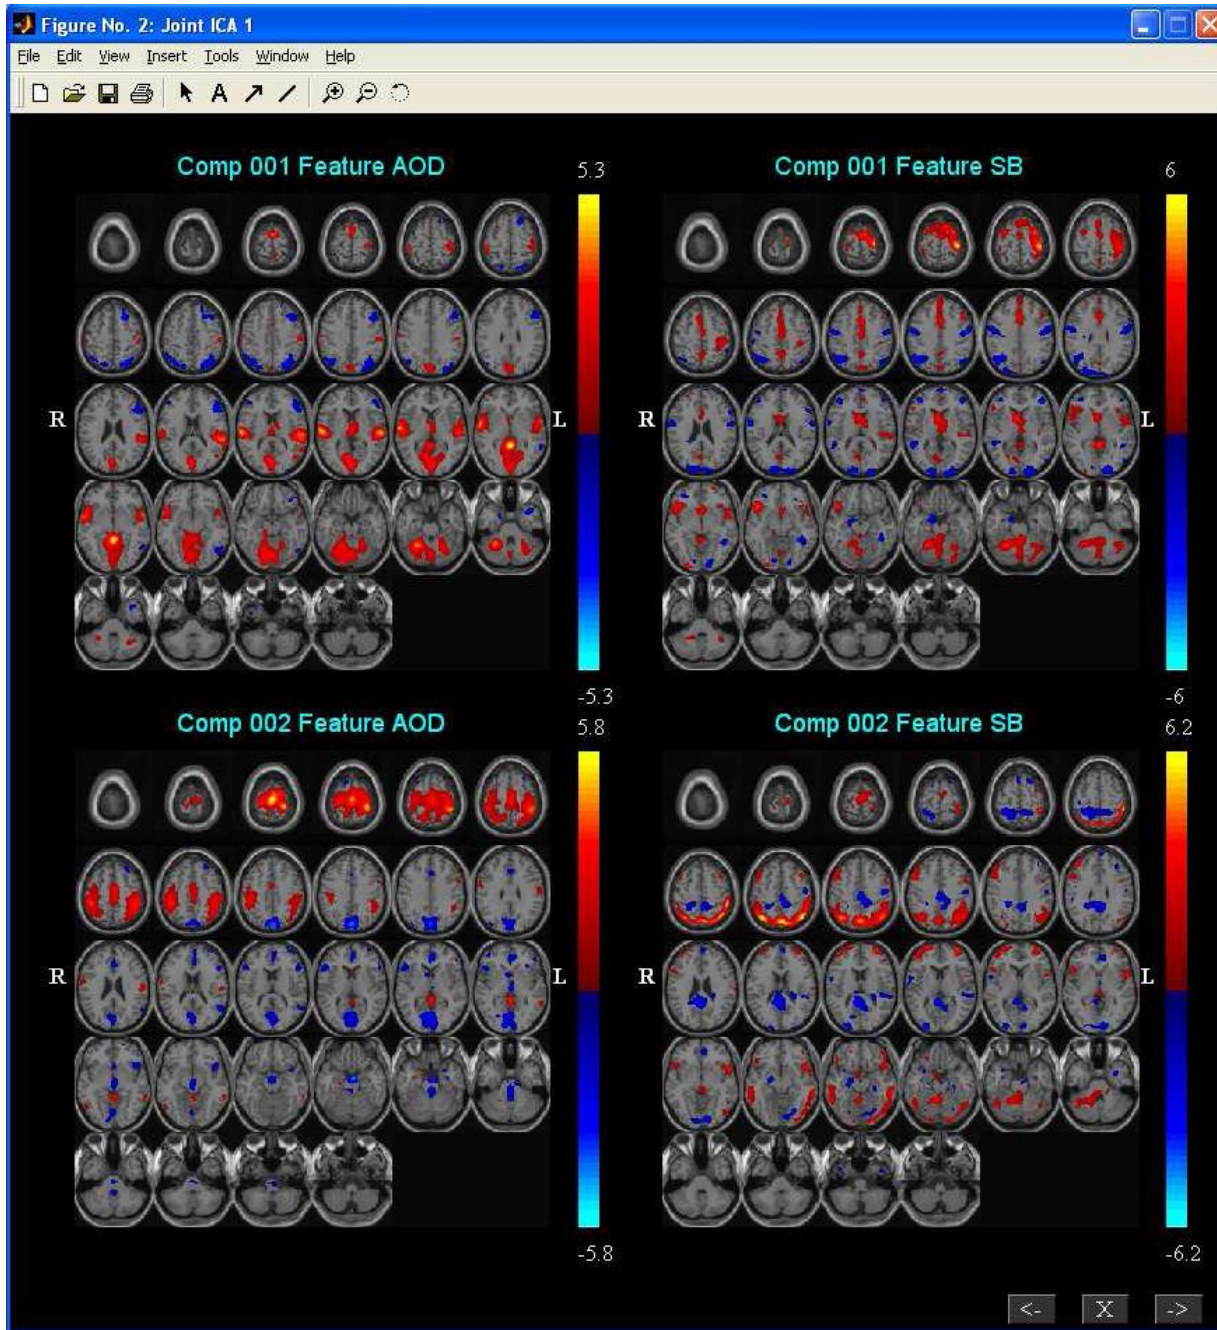 Figure No. 2: Joint ICA 1
File Edit View Insert Tools Window Help
A
Comp 001 Feature AOD
5.3
Comp 001 Feature SB
6
R
L
-5.3
-6
Comp 002 Feature AOD
5.8
Comp 002 Feature SB
6.2
R
L
-5.8
-6.2
<- X ->